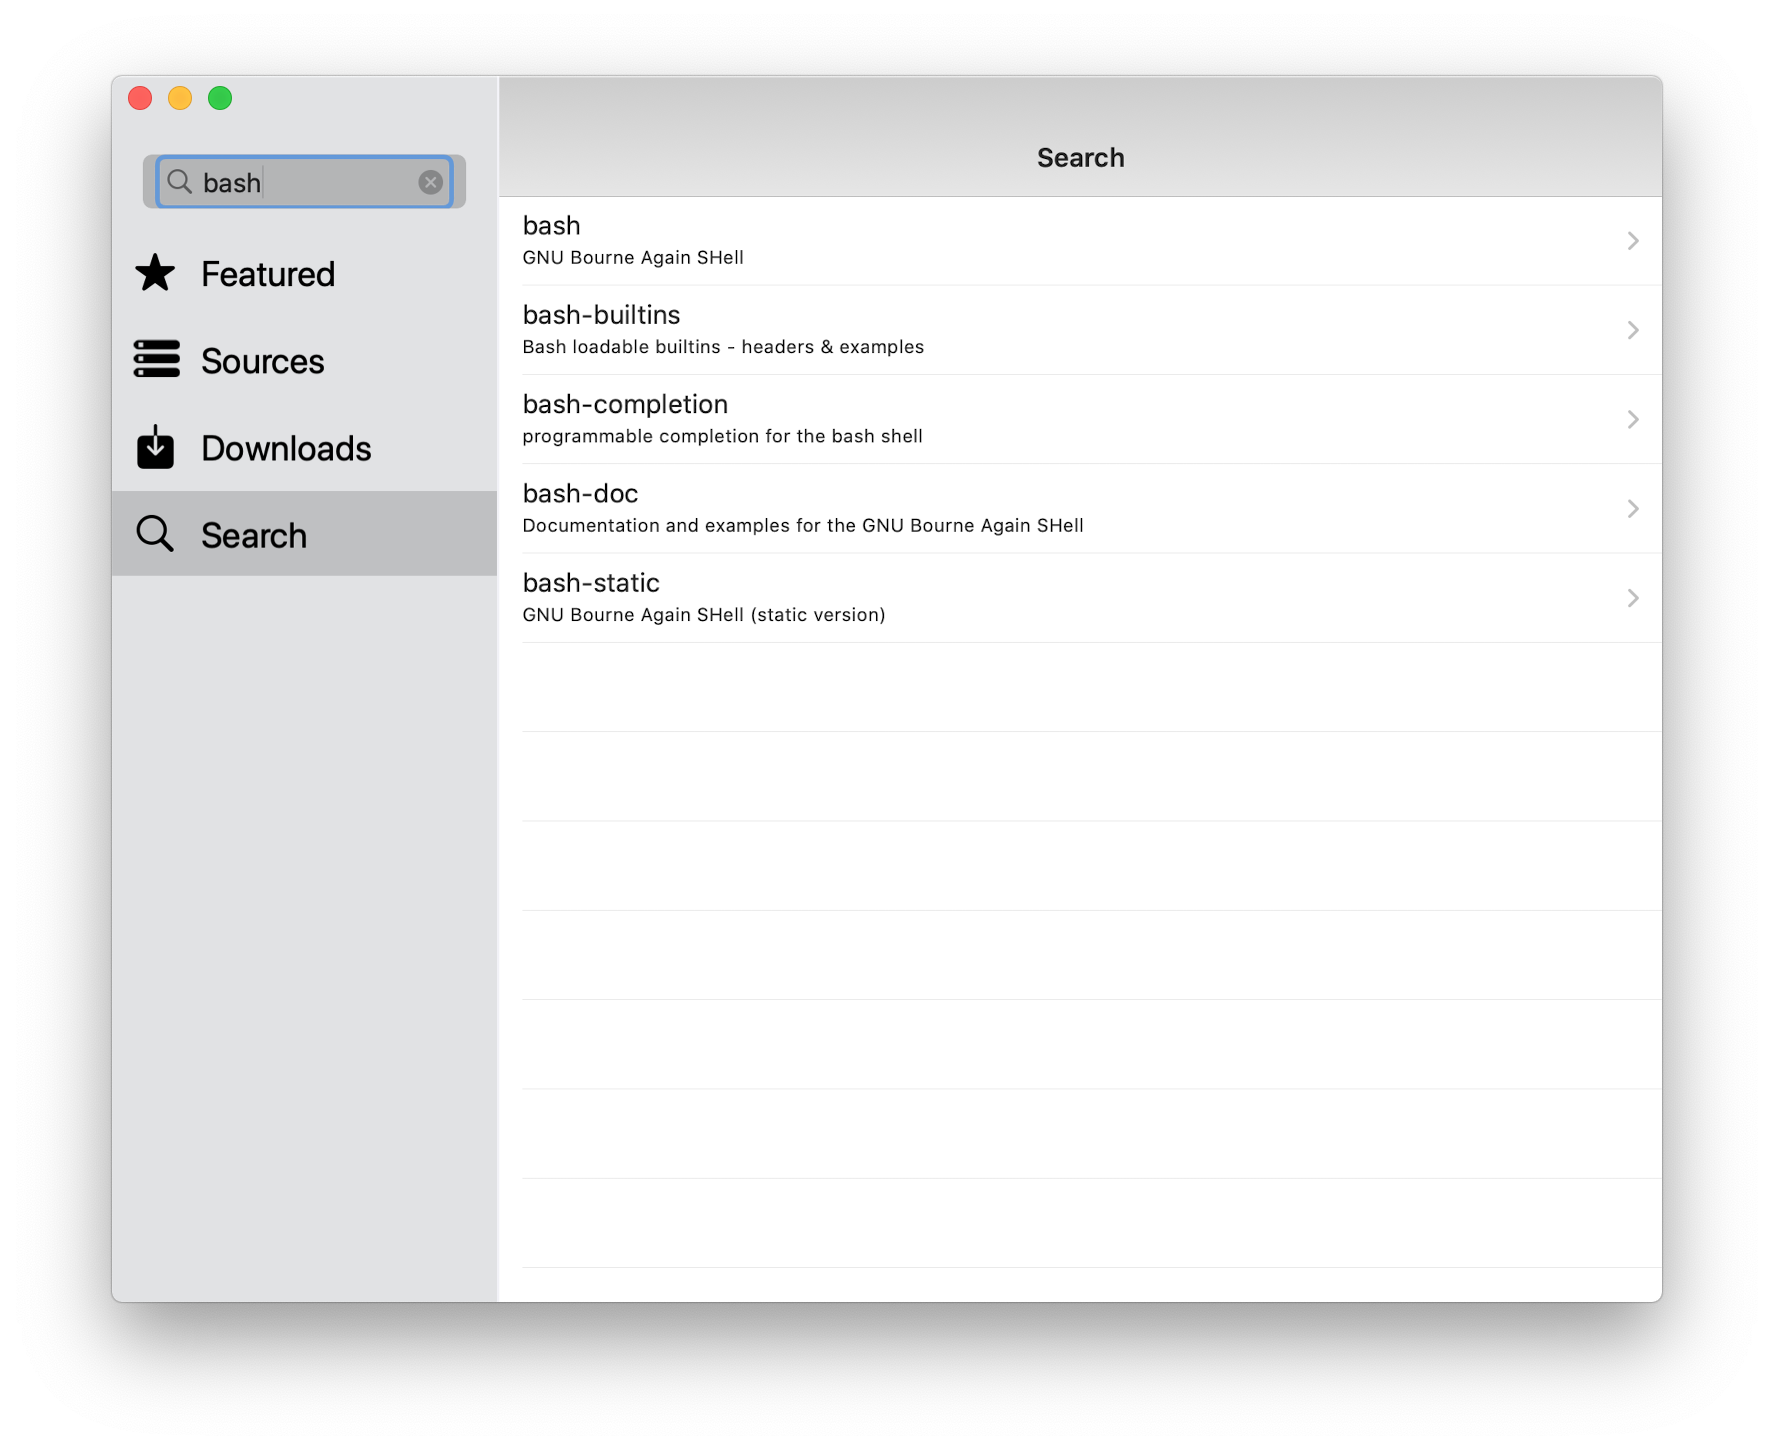 bash
Featured
Sources
Downloads
Search
Search
bash
GNU Bourne Again SHell
bash-builtins
Bash loadable builtins - headers & examples
bash-completion
programmable completion for the bash shell
bash-doc
Documentation and examples for the GNU Bourne Again SHell
bash-static
GNU Bourne Again SHell (static version)